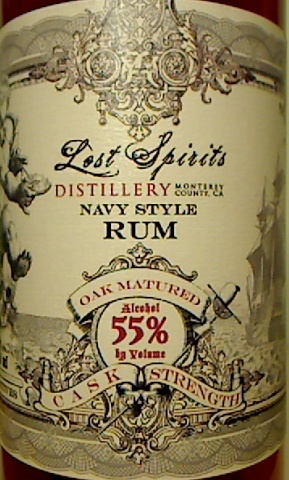 Lost Spirits
DISTILLERY MONTEREY COUNTY, CA
NAVY STYLE
RUM
OAK MATURED
Alcohol
55%
by Volume
CASK STRENGTH